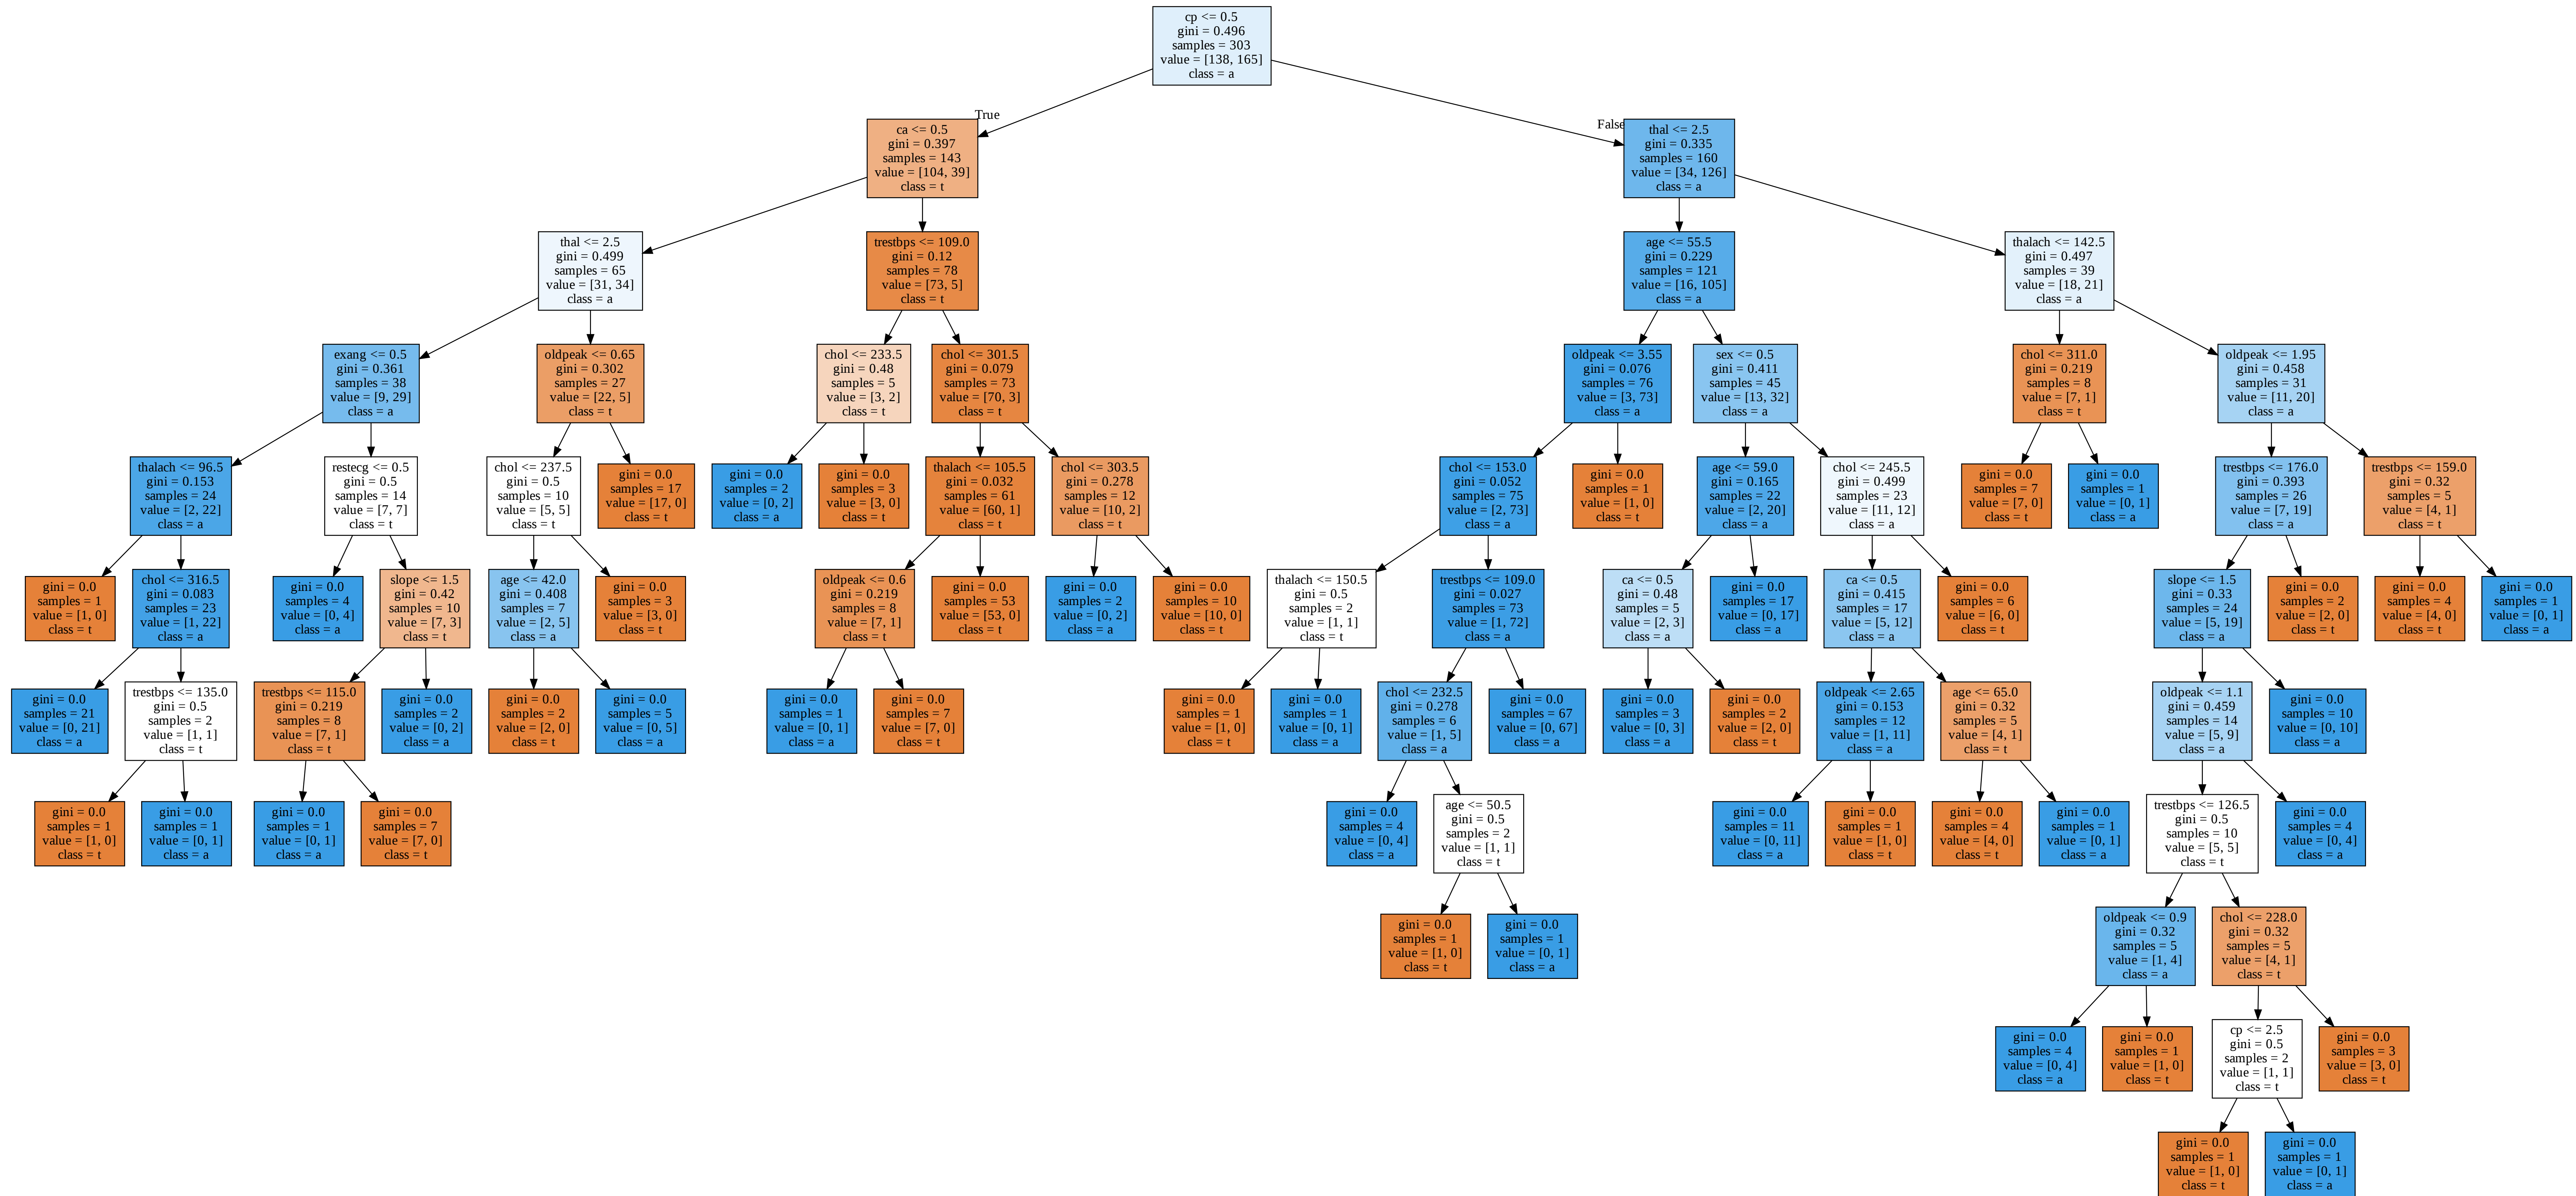 cp <= 0.5
gini = 0.496
samples = 303
value = [138, 165]
class = a
True
False
ca <= 0.5
gini = 0.397
samples = 143
value = [104, 39]
class = t
thal <= 2.5
gini = 0.335
samples = 160
value = [34, 126]
class = a
thal <= 2.5
gini = 0.499
samples = 65
value = [31, 34]
class = a
trestbps <= 109.0
gini = 0.12
samples = 78
value = [73, 5]
class = t
age <= 55.5
gini = 0.229
samples = 121
value = [16, 105]
class = a
thalach <= 142.5
gini = 0.497
samples = 39
value = [18, 21]
class = a
exang <= 0.5
gini = 0.361
samples = 38
value = [9, 29]
class = a
oldpeak <= 0.65
gini = 0.302
samples = 27
value = [22, 5]
class = t
chol <= 233.5
gini = 0.48
samples = 5
value = [3, 2]
class = t
chol <= 301.5
gini = 0.079
samples = 73
value = [70, 3]
class = t
oldpeak <= 3.55
gini = 0.076
samples = 76
value = [3, 73]
class = a
sex <= 0.5
gini = 0.411
samples = 45
value = [13, 32]
class = a
chol <= 311.0
gini = 0.219
samples = 8
value = [7, 1]
class = t
oldpeak <= 1.95
gini = 0.458
samples = 31
value = [11, 20]
class = a
thalach <= 96.5
gini = 0.153
samples = 24
value = [2, 22]
class = a
restecg <= 0.5
gini = 0.5
samples = 14
value = [7, 7]
class = t
chol <= 237.5
gini = 0.5
samples = 10
value = [5, 5]
class = t
gini = 0.0
samples = 17
value = [17, 0]
class = t
gini = 0.0
samples = 2
value = [0, 2]
class = a
gini = 0.0
samples = 3
value = [3, 0]
class = t
thalach <= 105.5
gini = 0.032
samples = 61
value = [60, 1]
class = t
chol <= 303.5
gini = 0.278
samples = 12
value = [10, 2]
class = t
chol <= 153.0
gini = 0.052
samples = 75
value = [2, 73]
class = a
gini = 0.0
samples = 1
value = [1, 0]
class = t
age <= 59.0
gini = 0.165
samples = 22
value = [2, 20]
class = a
chol <= 245.5
gini = 0.499
samples = 23
value = [11, 12]
class = a
gini = 0.0
samples = 7
value = [7, 0]
class = t
gini = 0.0
samples = 1
value = [0, 1]
class = a
trestbps <= 176.0
gini = 0.393
samples = 26
value = [7, 19]
class = a
trestbps <= 159.0
gini = 0.32
samples = 5
value = [4, 1]
class = t
gini = 0.0
samples = 1
value = [1, 0]
class = t
chol <= 316.5
gini = 0.083
samples = 23
value = [1, 22]
class = a
gini = 0.0
samples = 4
value = [0, 4]
class = a
slope <= 1.5
gini = 0.42
samples = 10
value = [7, 3]
class = t
age <= 42.0
gini = 0.408
samples = 7
value = [2, 5]
class = a
gini = 0.0
samples = 3
value = [3, 0]
class = t
oldpeak <= 0.6
gini = 0.219
samples = 8
value = [7, 1]
class = t
gini = 0.0
samples = 53
value = [53, 0]
class = t
gini = 0.0
samples = 2
value = [0, 2]
class = a
gini = 0.0
samples = 10
value = [10, 0]
class = t
thalach <= 150.5
gini = 0.5
samples = 2
value = [1, 1]
class = t
trestbps <= 109.0
gini = 0.027
samples = 73
value = [1, 72]
class = a
ca <= 0.5
gini = 0.48
samples = 5
value = [2, 3]
class = a
gini = 0.0
samples = 17
value = [0, 17]
class = a
ca <= 0.5
gini = 0.415
samples = 17
value = [5, 12]
class = a
gini = 0.0
samples = 6
value = [6, 0]
class = t
slope <= 1.5
gini = 0.33
samples = 24
value = [5, 19]
class = a
gini = 0.0
samples = 2
value = [2, 0]
class = t
gini = 0.0
samples = 4
value = [4, 0]
class = t
gini = 0.0
samples = 1
value = [0, 1]
class = a
gini = 0.0
samples = 21
value = [0, 21]
class = a
trestbps <= 135.0
gini = 0.5
samples = 2
value = [1, 1]
class = t
trestbps <= 115.0
gini = 0.219
samples = 8
value = [7, 1]
class = t
gini = 0.0
samples = 2
value = [0, 2]
class = a
gini = 0.0
samples = 2
value = [2, 0]
class = t
gini = 0.0
samples = 5
value = [0, 5]
class = a
gini = 0.0
samples = 1
value = [0, 1]
class = a
gini = 0.0
samples = 7
value = [7, 0]
class = t
gini = 0.0
samples = 1
value = [1, 0]
class = t
gini = 0.0
samples = 1
value = [0, 1]
class = a
chol <= 232.5
gini = 0.278
samples = 6
value = [1, 5]
class = a
gini = 0.0
samples = 67
value = [0, 67]
class = a
gini = 0.0
samples = 3
value = [0, 3]
class = a
gini = 0.0
samples = 2
value = [2, 0]
class = t
oldpeak <= 2.65
gini = 0.153
samples = 12
value = [1, 11]
class = a
age <= 65.0
gini = 0.32
samples = 5
value = [4, 1]
class = t
oldpeak <= 1.1
gini = 0.459
samples = 14
value = [5, 9]
class = a
gini = 0.0
samples = 10
value = [0, 10]
class = a
gini = 0.0
samples = 1
value = [1, 0]
class = t
gini = 0.0
samples = 1
value = [0, 1]
class = a
gini = 0.0
samples = 1
value = [0, 1]
class = a
gini = 0.0
samples = 7
value = [7, 0]
class = t
gini = 0.0
samples = 4
value = [0, 4]
class = a
age <= 50.5
gini = 0.5
samples = 2
value = [1, 1]
class = t
gini = 0.0
samples = 11
value = [0, 11]
class = a
gini = 0.0
samples = 1
value = [1, 0]
class = t
gini = 0.0
samples = 4
value = [4, 0]
class = t
gini = 0.0
samples = 1
value = [0, 1]
class = a
trestbps <= 126.5
gini = 0.5
samples = 10
value = [5, 5]
class = t
gini = 0.0
samples = 4
value = [0, 4]
class = a
gini = 0.0
samples = 1
value = [1, 0]
class = t
gini = 0.0
samples = 1
value = [0, 1]
class = a
oldpeak <= 0.9
gini = 0.32
samples = 5
value = [1, 4]
class = a
chol <= 228.0
gini = 0.32
samples = 5
value = [4, 1]
class = t
gini = 0.0
samples = 4
value = [0, 4]
class = a
gini = 0.0
samples = 1
value = [1, 0]
class = t
cp <= 2.5
gini = 0.5
samples = 2
value = [1, 1]
class = t
gini = 0.0
samples = 3
value = [3, 0]
class = t
gini = 0.0
samples = 1
value = [1, 0]
class = t
gini = 0.0
samples = 1
value = [0, 1]
class = a